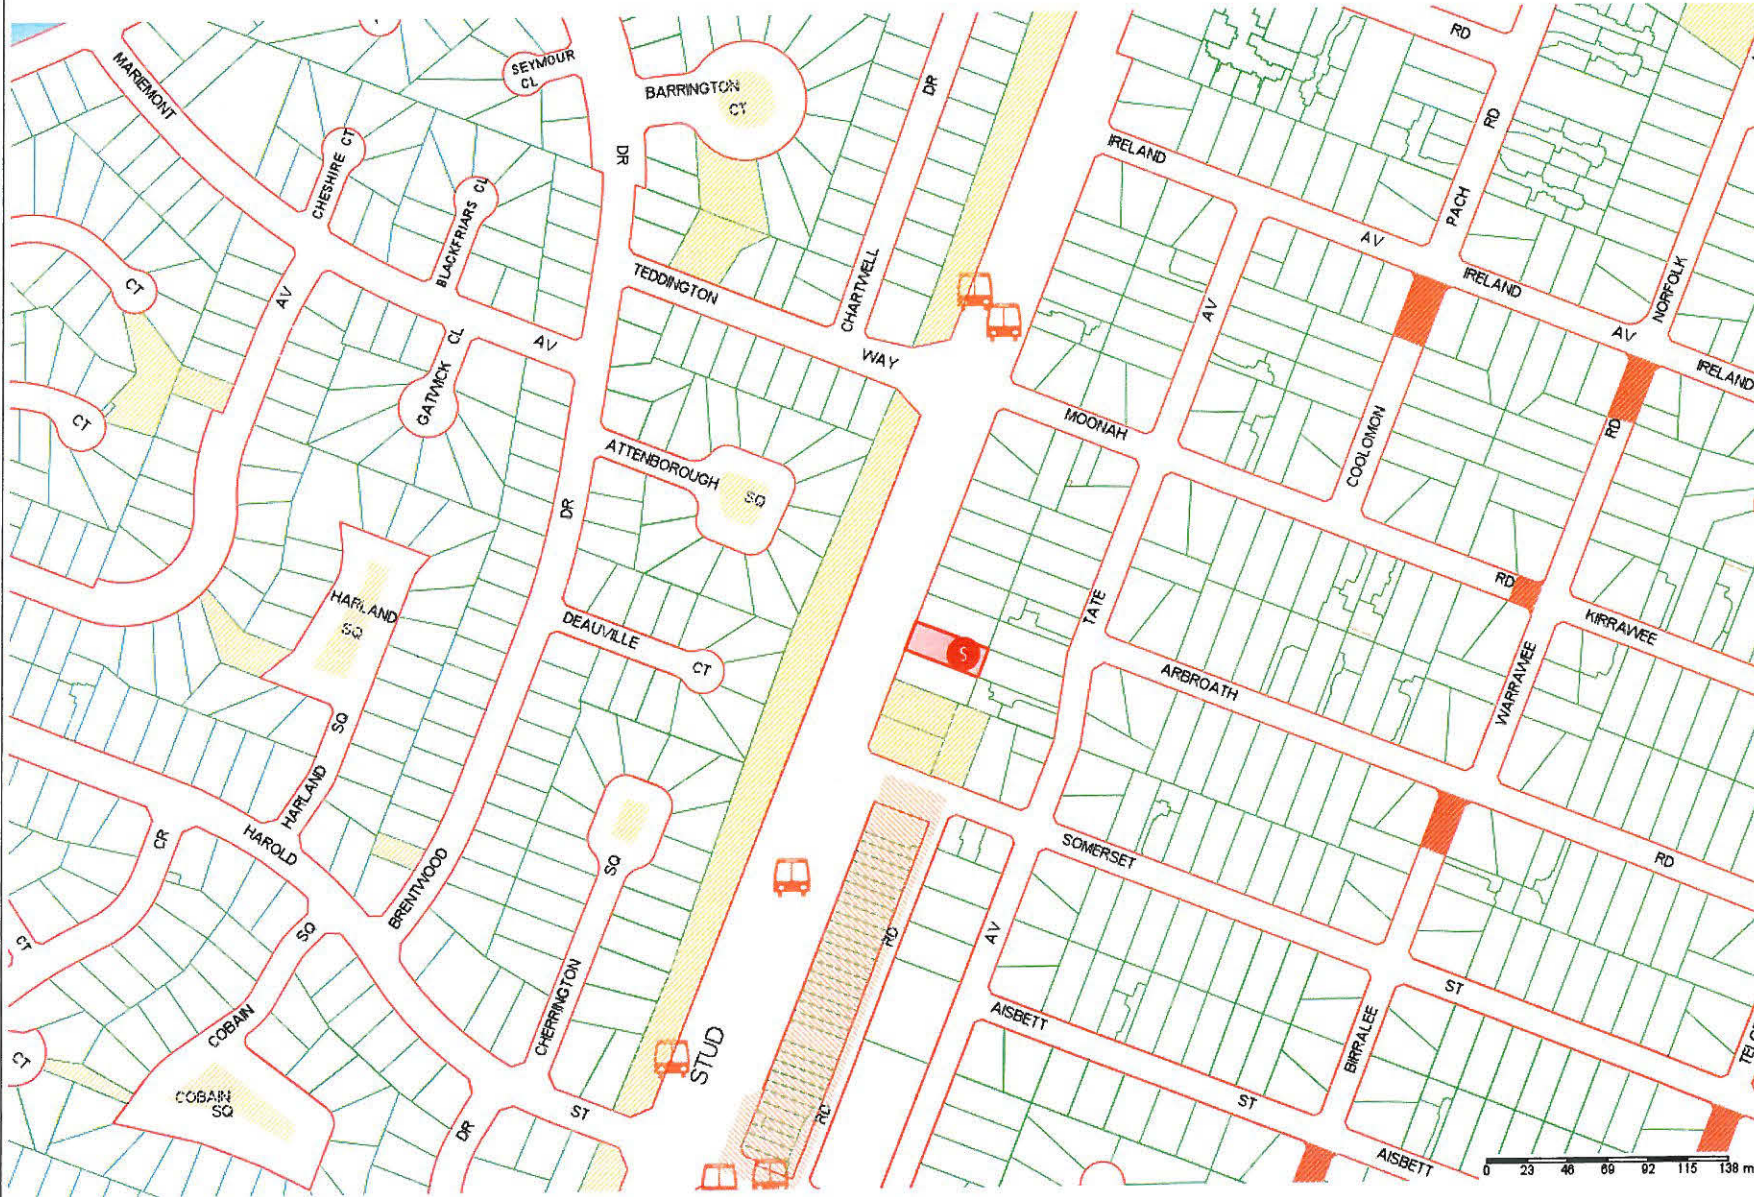 RD
MARIEMONT
SEYMOUR
CL
BARRINGTON
CT
DR
RD
CHESHIRE CT
DR
IRELAND
BLACKFRIARS CL
PACH
AV
CT
AV
TEDDINGTON
CHARTWELL
AV
IRELAND
NORFOLK
AV
CL
AV
WAY
IRELAND
GATWICK
CT
MOONAH
COOLOMON
RD
ATTENBOROUGH
SQ
DR
RD
HARLAND
SQ
TATE
DEAUVILLE
CT
S
KIRRAWEE
ARBROATH
WARRAWEE
SQ
HARLAND
HAROLD
CR
SOMERSET
RD
SQ
BRENTWOOD
SQ
RD
AV
CT
CHERRINGTON
ST
COBAIN
AISBETT
BIRRALEE
CT
STUD
COBAIN
SQ
ST
RD
ST
DR
AISBETT
0 23 46 69 92 115 138 m